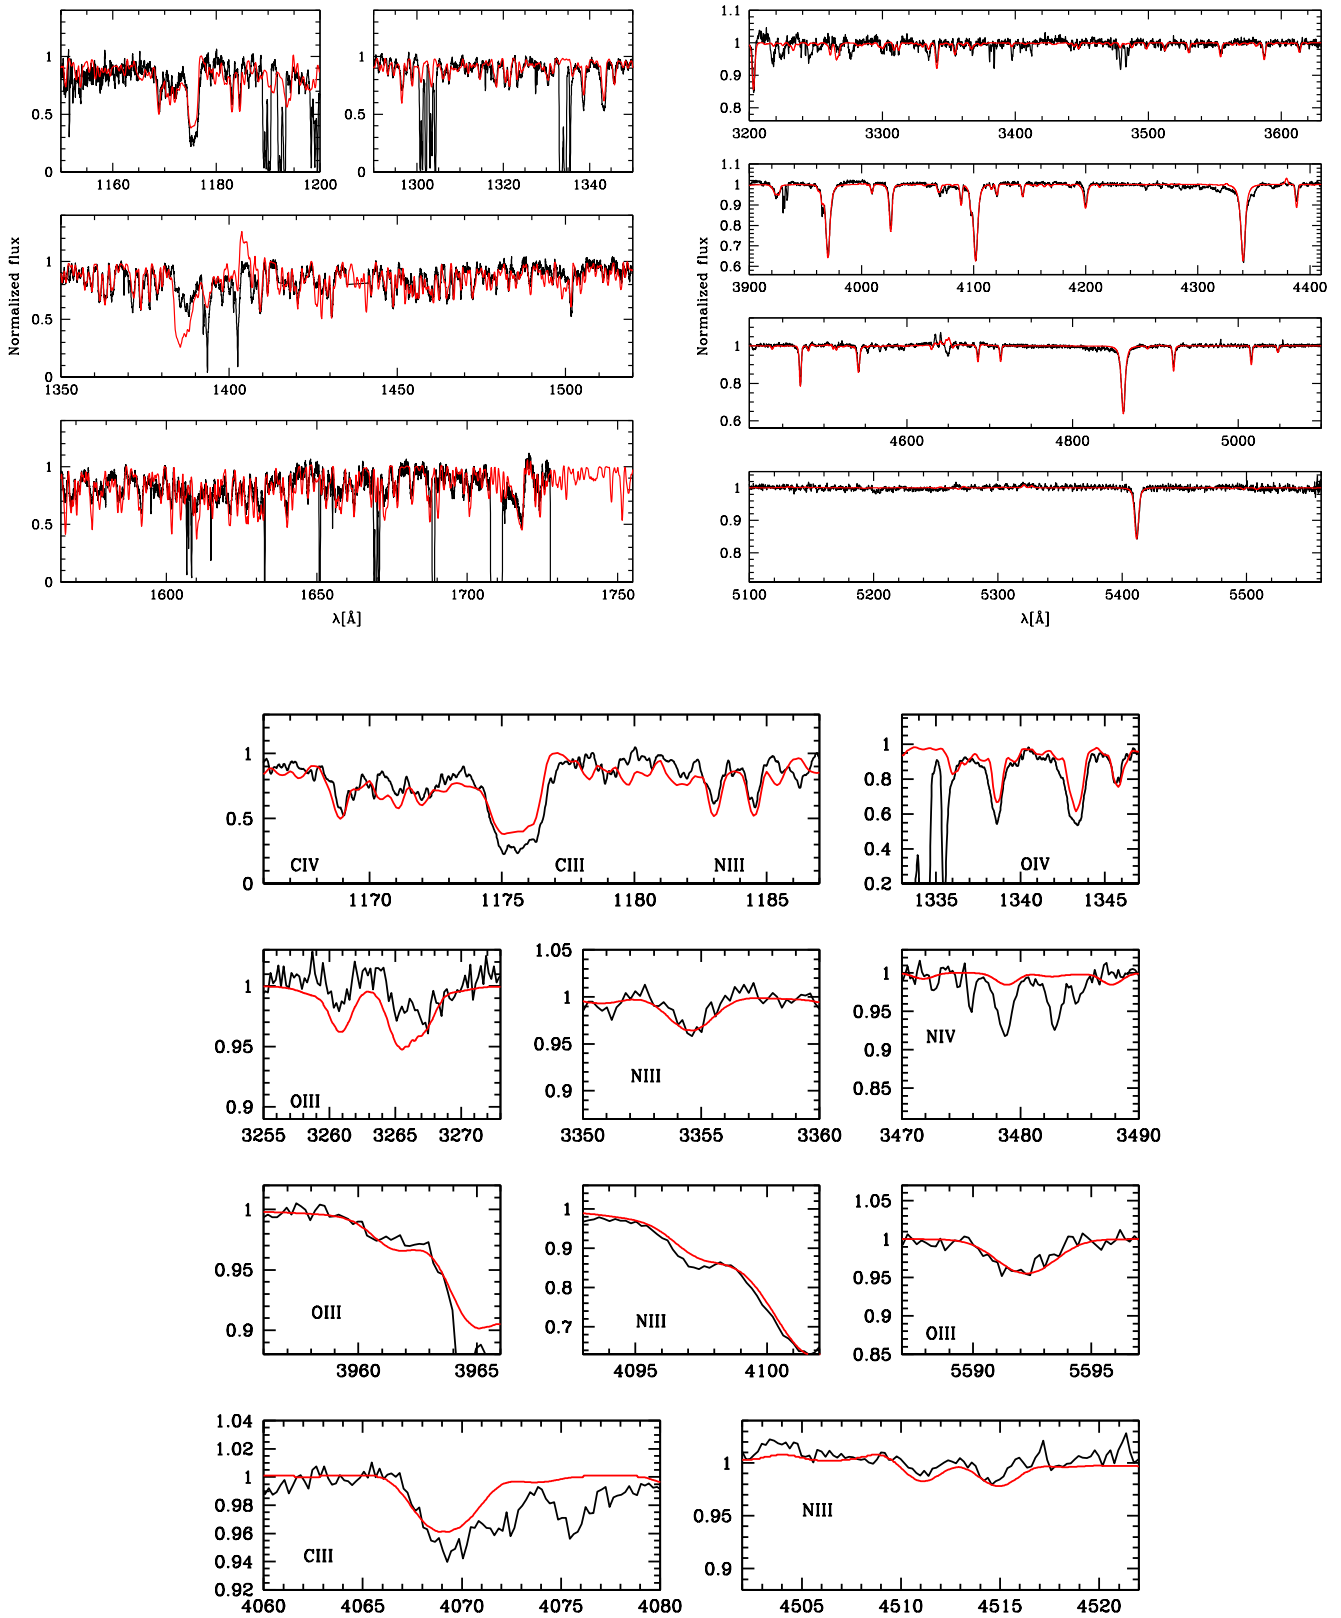 1
0.5
0
1160 1180 1200
1300 1320 1340
1
0.5
0
1350 1400 1450 1500
1
0.5
0
1600 1650 1700 1750
Normalized flux
λ[Å]
1.1
1
0.9
0.8
3200 3300 3400 3500 3600
1.1
1
0.9
0.8
0.7
0.6
3900 4000 4100 4200 4300 4400
1
0.8
0.6
4600 4800 5000
1
0.9
0.8
5100 5200 5300 5400 5500
Normalized flux
λ[Å]
1
0.5
0
CIV CIII NIII
1170 1175 1180 1185
1
0.8
0.6
0.4
0.2
OIV
1335 1340 1345
1
0.95
0.9
OIII
3255 3260 3265 3270
1.05
1
0.95
0.9
NIII
3350 3355 3360
1
0.95
0.9
0.85
NIV
3470 3480 3490
1
0.95
0.9
OIII
3960 3965
1
0.9
0.8
0.7
NIII
4095 4100
1.05
1
0.95
0.9
0.85
OIII
5590 5595
1.04
1.02
1
0.98
0.96
0.94
0.92
CIII
4060 4065 4070 4075 4080
1
0.95
0.9
NIII
4505 4510 4515 4520